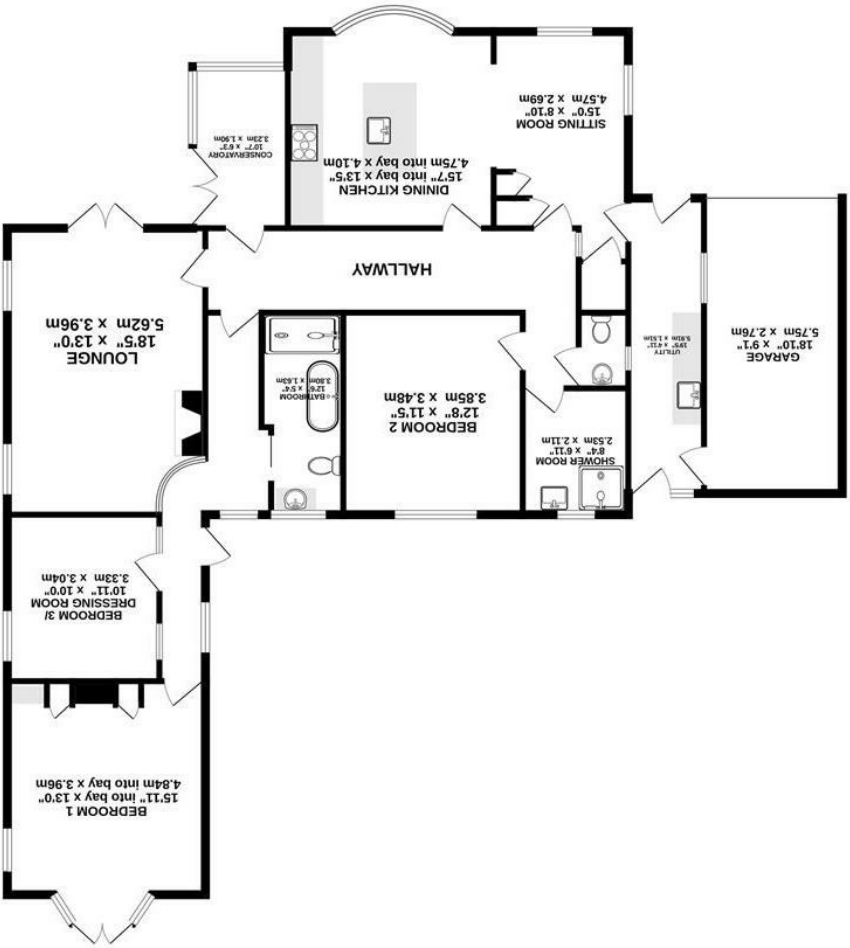 BEDROOM 1
15'11" into bay x 13'0"
4.84m into bay x 3.96m
BEDROOM 3/
DRESSING ROOM
10'11" x 10'0"
3.33m x 3.04m
SHOWER ROOM
8'4" x 6'11"
2.53m x 2.11m
BEDROOM 2
12'8" x 11'5"
3.85m x 3.48m
BATHROOM
12'6" x 5'4"
3.80m x 1.63m
GARAGE
18'10" x 9'1"
5.75m x 2.76m
UTILITY
19'5" x 4'11"
5.91m x 1.51m
LOUNGE
18'5" x 13'0"
5.62m x 3.96m
HALLWAY
DINING KITCHEN
15'7" into bay x 13'5"
4.75m into bay x 4.10m
CONSERVATORY
10'7" x 6'3"
3.23m x 1.90m
SITTING ROOM
15'0" x 8'10"
4.57m x 2.69m